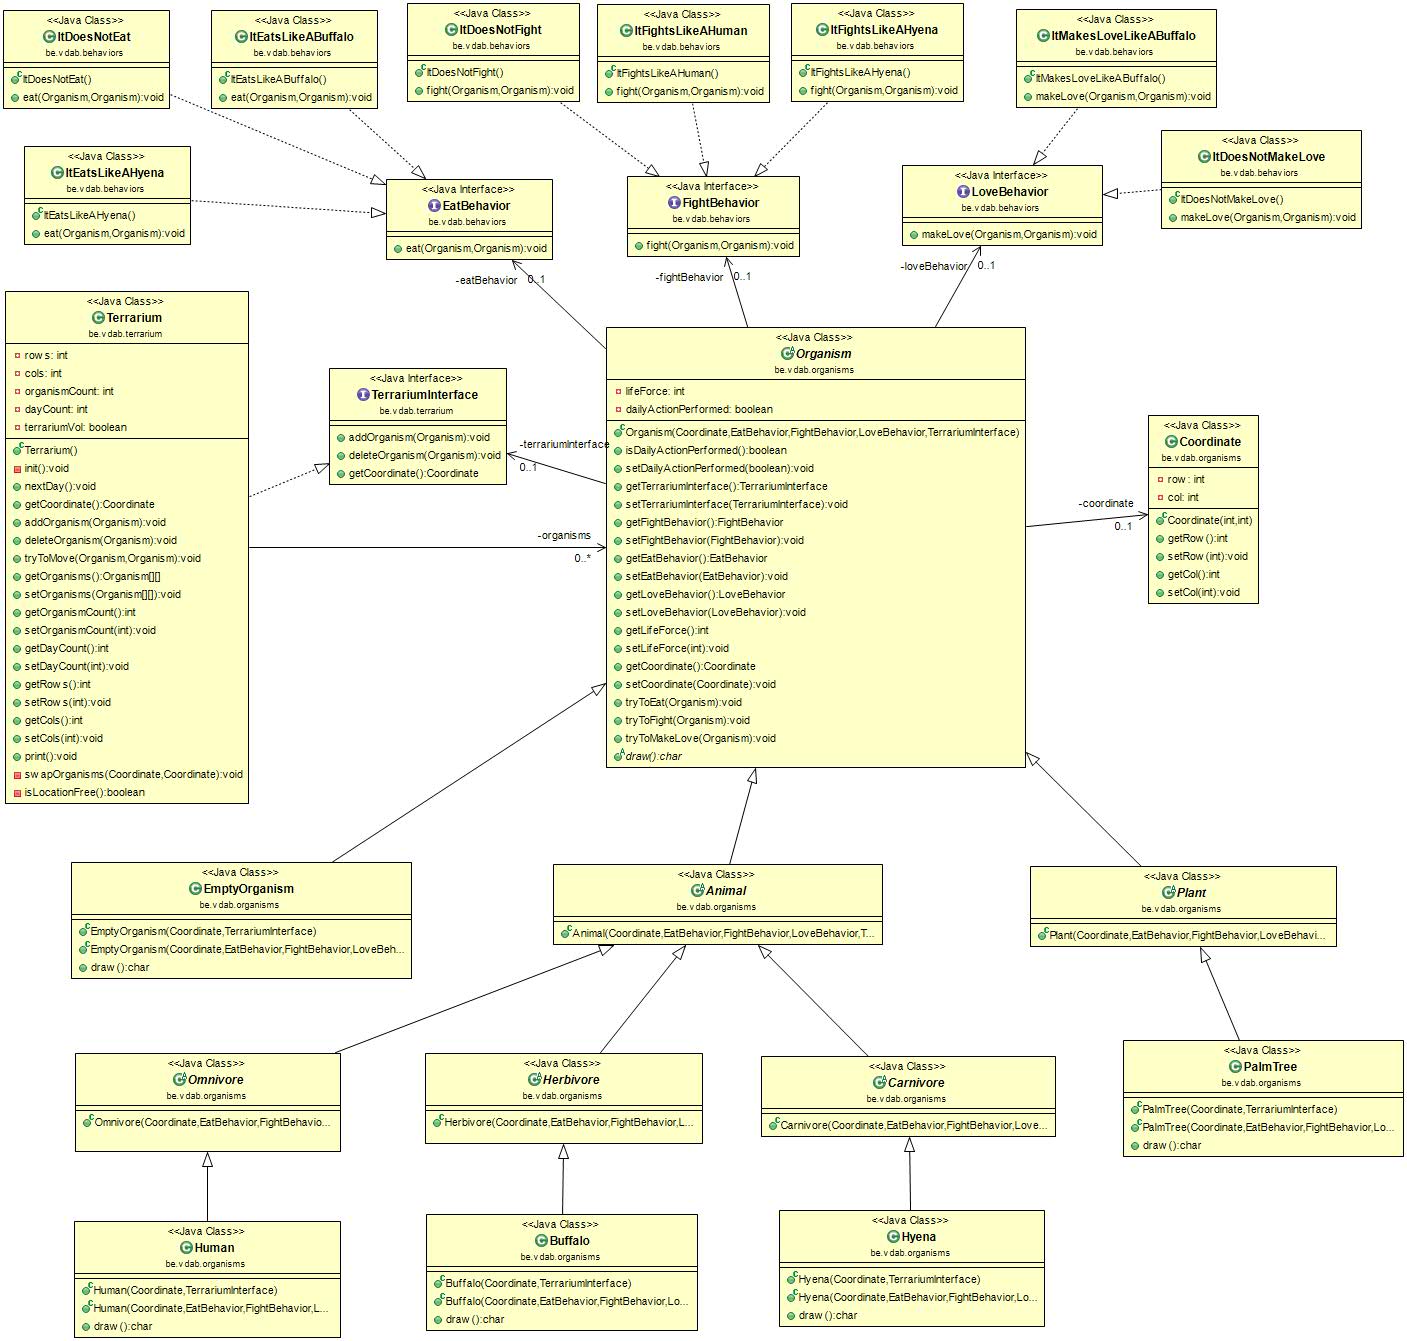 <<Java Class>>
ItDoesNotEat
be.vdab.behaviors
ItDoesNotEat()
eat(Organism,Organism):void
<<Java Class>>
ItEatsLikeABuffalo
be.vdab.behaviors
ItEatsLikeABuffalo()
eat(Organism,Organism):void
<<Java Class>>
ItDoesNotFight
be.vdab.behaviors
ItDoesNotFight()
fight(Organism,Organism):void
<<Java Class>>
ItFightsLikeAHuman
be.vdab.behaviors
ItFightsLikeAHuman()
fight(Organism,Organism):void
<<Java Class>>
ItFightsLikeAHyena
be.vdab.behaviors
ItFightsLikeAHyena()
fight(Organism,Organism):void
<<Java Class>>
ItMakesLoveLikeABuffalo
be.vdab.behaviors
ItMakesLoveLikeABuffalo()
makeLove(Organism,Organism):void
<<Java Class>>
ItEatsLikeAHyena
be.vdab.behaviors
ItEatsLikeAHyena()
eat(Organism,Organism):void
<<Java Interface>>
EatBehavior
be.vdab.behaviors
eat(Organism,Organism):void
<<Java Interface>>
FightBehavior
be.vdab.behaviors
fight(Organism,Organism):void
<<Java Interface>>
LoveBehavior
be.vdab.behaviors
makeLove(Organism,Organism):void
<<Java Class>>
ItDoesNotMakeLove
be.vdab.behaviors
ItDoesNotMakeLove()
makeLove(Organism,Organism):void
-eatBehavior
0..1
-fightBehavior
0..1
-loveBehavior
0..1
<<Java Class>>
Terrarium
be.vdab.terrarium
rows: int
cols: int
organismCount: int
dayCount: int
terrariumVol: boolean
Terrarium()
init():void
nextDay():void
getCoordinate():Coordinate
addOrganism(Organism):void
deleteOrganism(Organism):void
tryToMove(Organism,Organism):void
getOrganisms():Organism[][]
setOrganisms(Organism[][]):void
getOrganismCount():int
setOrganismCount(int):void
getDayCount():int
setDayCount(int):void
getRows():int
setRows(int):void
getCols():int
setCols(int):void
print():void
swapOrganisms(Coordinate,Coordinate):void
isLocationFree():boolean
<<Java Interface>>
TerrariumInterface
be.vdab.terrarium
addOrganism(Organism):void
deleteOrganism(Organism):void
getCoordinate():Coordinate
-terrariumInterface
0..1
-organisms
0..*
<<Java Class>>
Organism
be.vdab.organisms
lifeForce: int
dailyActionPerformed: boolean
Organism(Coordinate,EatBehavior,FightBehavior,LoveBehavior,TerrariumInterface)
isDailyActionPerformed():boolean
setDailyActionPerformed(boolean):void
getTerrariumInterface():TerrariumInterface
setTerrariumInterface(TerrariumInterface):void
getFightBehavior():FightBehavior
setFightBehavior(FightBehavior):void
getEatBehavior():EatBehavior
setEatBehavior(EatBehavior):void
getLoveBehavior():LoveBehavior
setLoveBehavior(LoveBehavior):void
getLifeForce():int
setLifeForce(int):void
getCoordinate():Coordinate
setCoordinate(Coordinate):void
tryToEat(Organism):void
tryToFight(Organism):void
tryToMakeLove(Organism):void
draw():char
-coordinate
0..1
<<Java Class>>
Coordinate
be.vdab.organisms
row: int
col: int
Coordinate(int,int)
getRow():int
setRow(int):void
getCol():int
setCol(int):void
<<Java Class>>
EmptyOrganism
be.vdab.organisms
EmptyOrganism(Coordinate,TerrariumInterface)
EmptyOrganism(Coordinate,EatBehavior,FightBehavior,LoveBeh...
draw():char
<<Java Class>>
Animal
be.vdab.organisms
Animal(Coordinate,EatBehavior,FightBehavior,LoveBehavior,T...
<<Java Class>>
Plant
be.vdab.organisms
Plant(Coordinate,EatBehavior,FightBehavior,LoveBehavi...
<<Java Class>>
Omnivore
be.vdab.organisms
Omnivore(Coordinate,EatBehavior,FightBehavio...
<<Java Class>>
Herbivore
be.vdab.organisms
Herbivore(Coordinate,EatBehavior,FightBehavior,L...
<<Java Class>>
Carnivore
be.vdab.organisms
Carnivore(Coordinate,EatBehavior,FightBehavior,Love...
<<Java Class>>
PalmTree
be.vdab.organisms
PalmTree(Coordinate,TerrariumInterface)
PalmTree(Coordinate,EatBehavior,FightBehavior,Lo...
draw():char
<<Java Class>>
Human
be.vdab.organisms
Human(Coordinate,TerrariumInterface)
Human(Coordinate,EatBehavior,FightBehavior,L...
draw():char
<<Java Class>>
Buffalo
be.vdab.organisms
Buffalo(Coordinate,TerrariumInterface)
Buffalo(Coordinate,EatBehavior,FightBehavior,Lo...
draw():char
<<Java Class>>
Hyena
be.vdab.organisms
Hyena(Coordinate,TerrariumInterface)
Hyena(Coordinate,EatBehavior,FightBehavior,Lo...
draw():char